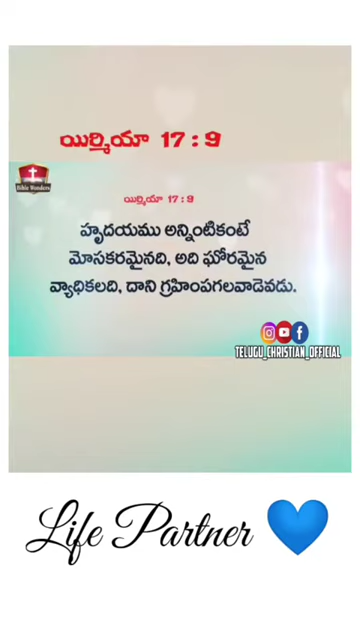 యిర్మియా 17 : 9
Bible Wonders
యిర్మియా 17 : 9
హృదయము అన్నింటికంటే
మోసకరమైనది, అది ఘోరమైన
వ్యాధికలది, దాని గ్రహింపగలవాడెవడు.
TELUGU_CHRISTIAN_OFFICIAL
Life Partner 💙